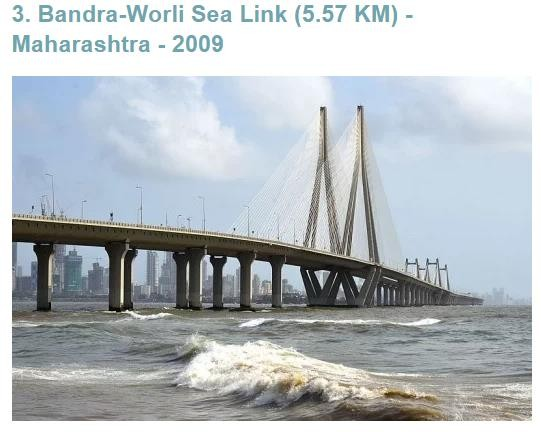 3. Bandra-Worli Sea Link (5.57 KM) -
Maharashtra - 2009